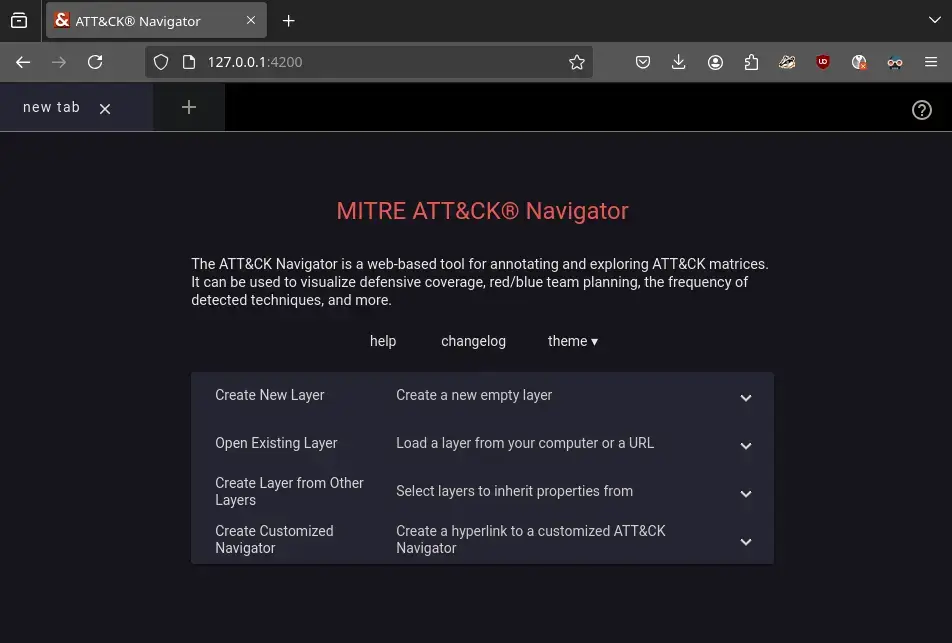 ATT&CK® Navigator
127.0.0.1:4200
new tab
MITRE ATT&CK® Navigator
The ATT&CK Navigator is a web-based tool for annotating and exploring ATT&CK matrices.
It can be used to visualize defensive coverage, red/blue team planning, the frequency of
detected techniques, and more.
help changelog theme ▾
Create New Layer Create a new empty layer
Open Existing Layer Load a layer from your computer or a URL
Create Layer from Other
Layers
Select layers to inherit properties from
Create Customized
Navigator
Create a hyperlink to a customized ATT&CK
Navigator